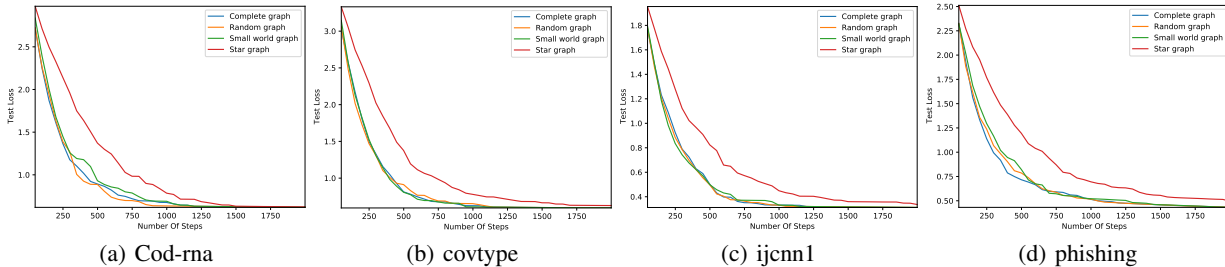 Complete graph
Random graph
Small world graph
Star graph
2.5
2.0
1.5
1.0
Test Loss
250 500 750 1000 1250 1500 1750
Number Of Steps
(a) Cod-rna
Complete graph
Random graph
Small world graph
Star graph
3.0
2.5
2.0
1.5
1.0
Test Loss
250 500 750 1000 1250 1500 1750
Number Of Steps
(b) covtype
Complete graph
Random graph
Small world graph
Star graph
1.8
1.6
1.4
1.2
1.0
0.8
0.6
0.4
Test Loss
250 500 750 1000 1250 1500 1750
Number Of Steps
(c) ijcnn1
Complete graph
Random graph
Small world graph
Star graph
2.50
2.25
2.00
1.75
1.50
1.25
1.00
0.75
0.50
Test Loss
250 500 750 1000 1250 1500 1750
Number Of Steps
(d) phishing